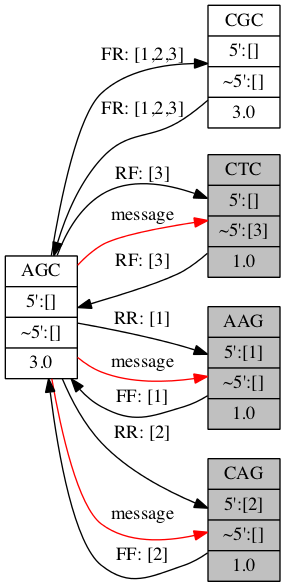 CGC
5':[]
~5':[]
3.0
FR: [1,2,3]
FR: [1,2,3]
CTC
5':[]
~5':[3]
1.0
RF: [3]
message
RF: [3]
AGC
5':[]
~5':[]
3.0
AAG
5':[1]
~5':[]
1.0
RR: [1]
message
FF: [1]
RR: [2]
CAG
5':[2]
~5':[]
1.0
message
FF: [2]